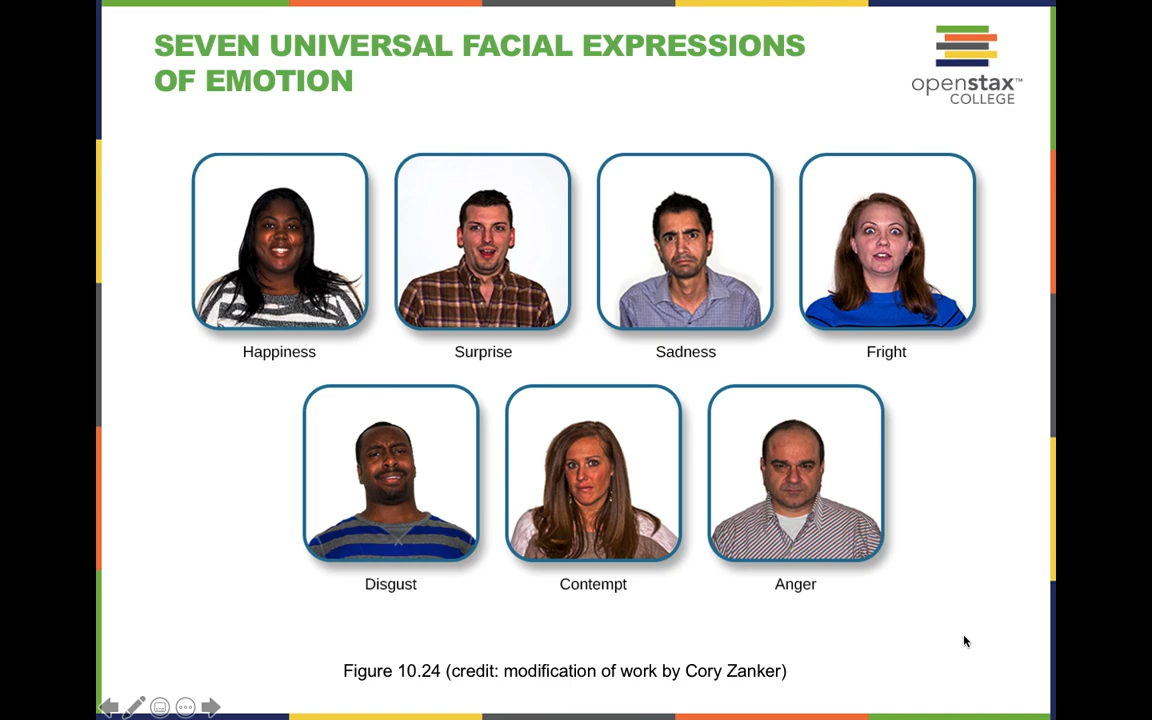 SEVEN UNIVERSAL FACIAL EXPRESSIONS
OF EMOTION
openstax™
COLLEGE
Happiness
Surprise
Sadness
Fright
Disgust
Contempt
Anger
Figure 10.24 (credit: modification of work by Cory Zanker)